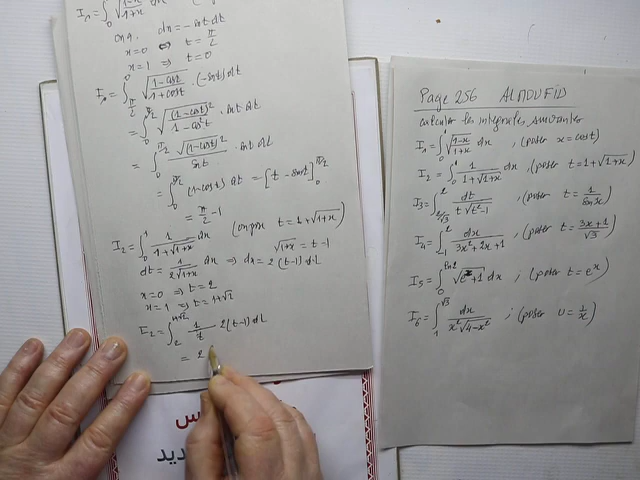 I₁ = ∫₀¹ √((1-x)/(1+x))
on a. dx = -sint dt
x=0 ⇔ t = π/2
x=1 ⇒ t=0
I₁ = ∫_{π/2}^{0} √((1-cost)/(1+cost)) · (-sint) dt
= ∫₀^{π/2} √((1-cost)²/(1-cos²t)) · sint dt
= ∫₀^{π/2} √((1-cost)²)/sint · sint dt
= ∫₀^{π/2} (1-cost) dt = [t - sint]₀^{π/2}
= π/2 - 1
I₂ = ∫₀¹ 1/(1+√(1+x)) dx (on pose t = 1+√(1+x))
√(1+x) = t-1
dt = 1/(2√(1+x)) dx ⇒ dx = 2(t-1) dt
x=0 ⇒ t=2
x=1 ⇒ t=1+√2
I₂ = ∫₂^{1+√2} 1/t 2(t-1) dt
= 2
Page 256 ALMOUFID
calculer les intégrales suivantes
I₁ = ∫₀¹ √((1-x)/(1+x)) dx ; (poser x=cost)
I₂ = ∫₀¹ 1/(1+√(1+x)) dx ; (poser t=1+√(1+x))
I₃ = ∫_{2/√3}^{2} dt/(t√(t²-1)) ; (poser t = 1/sinx)
I₄ = ∫_{-1}^{2} dx/(3x²+2x+1) ; (poser t = (3x+1)/√3)
I₅ = ∫₀^{ln2} √(eˣ+1) dx ; (poser t=eˣ)
I₆ = ∫₁^{√3} dx/(x²√(4-x²)) ; (poser u = 1/x)